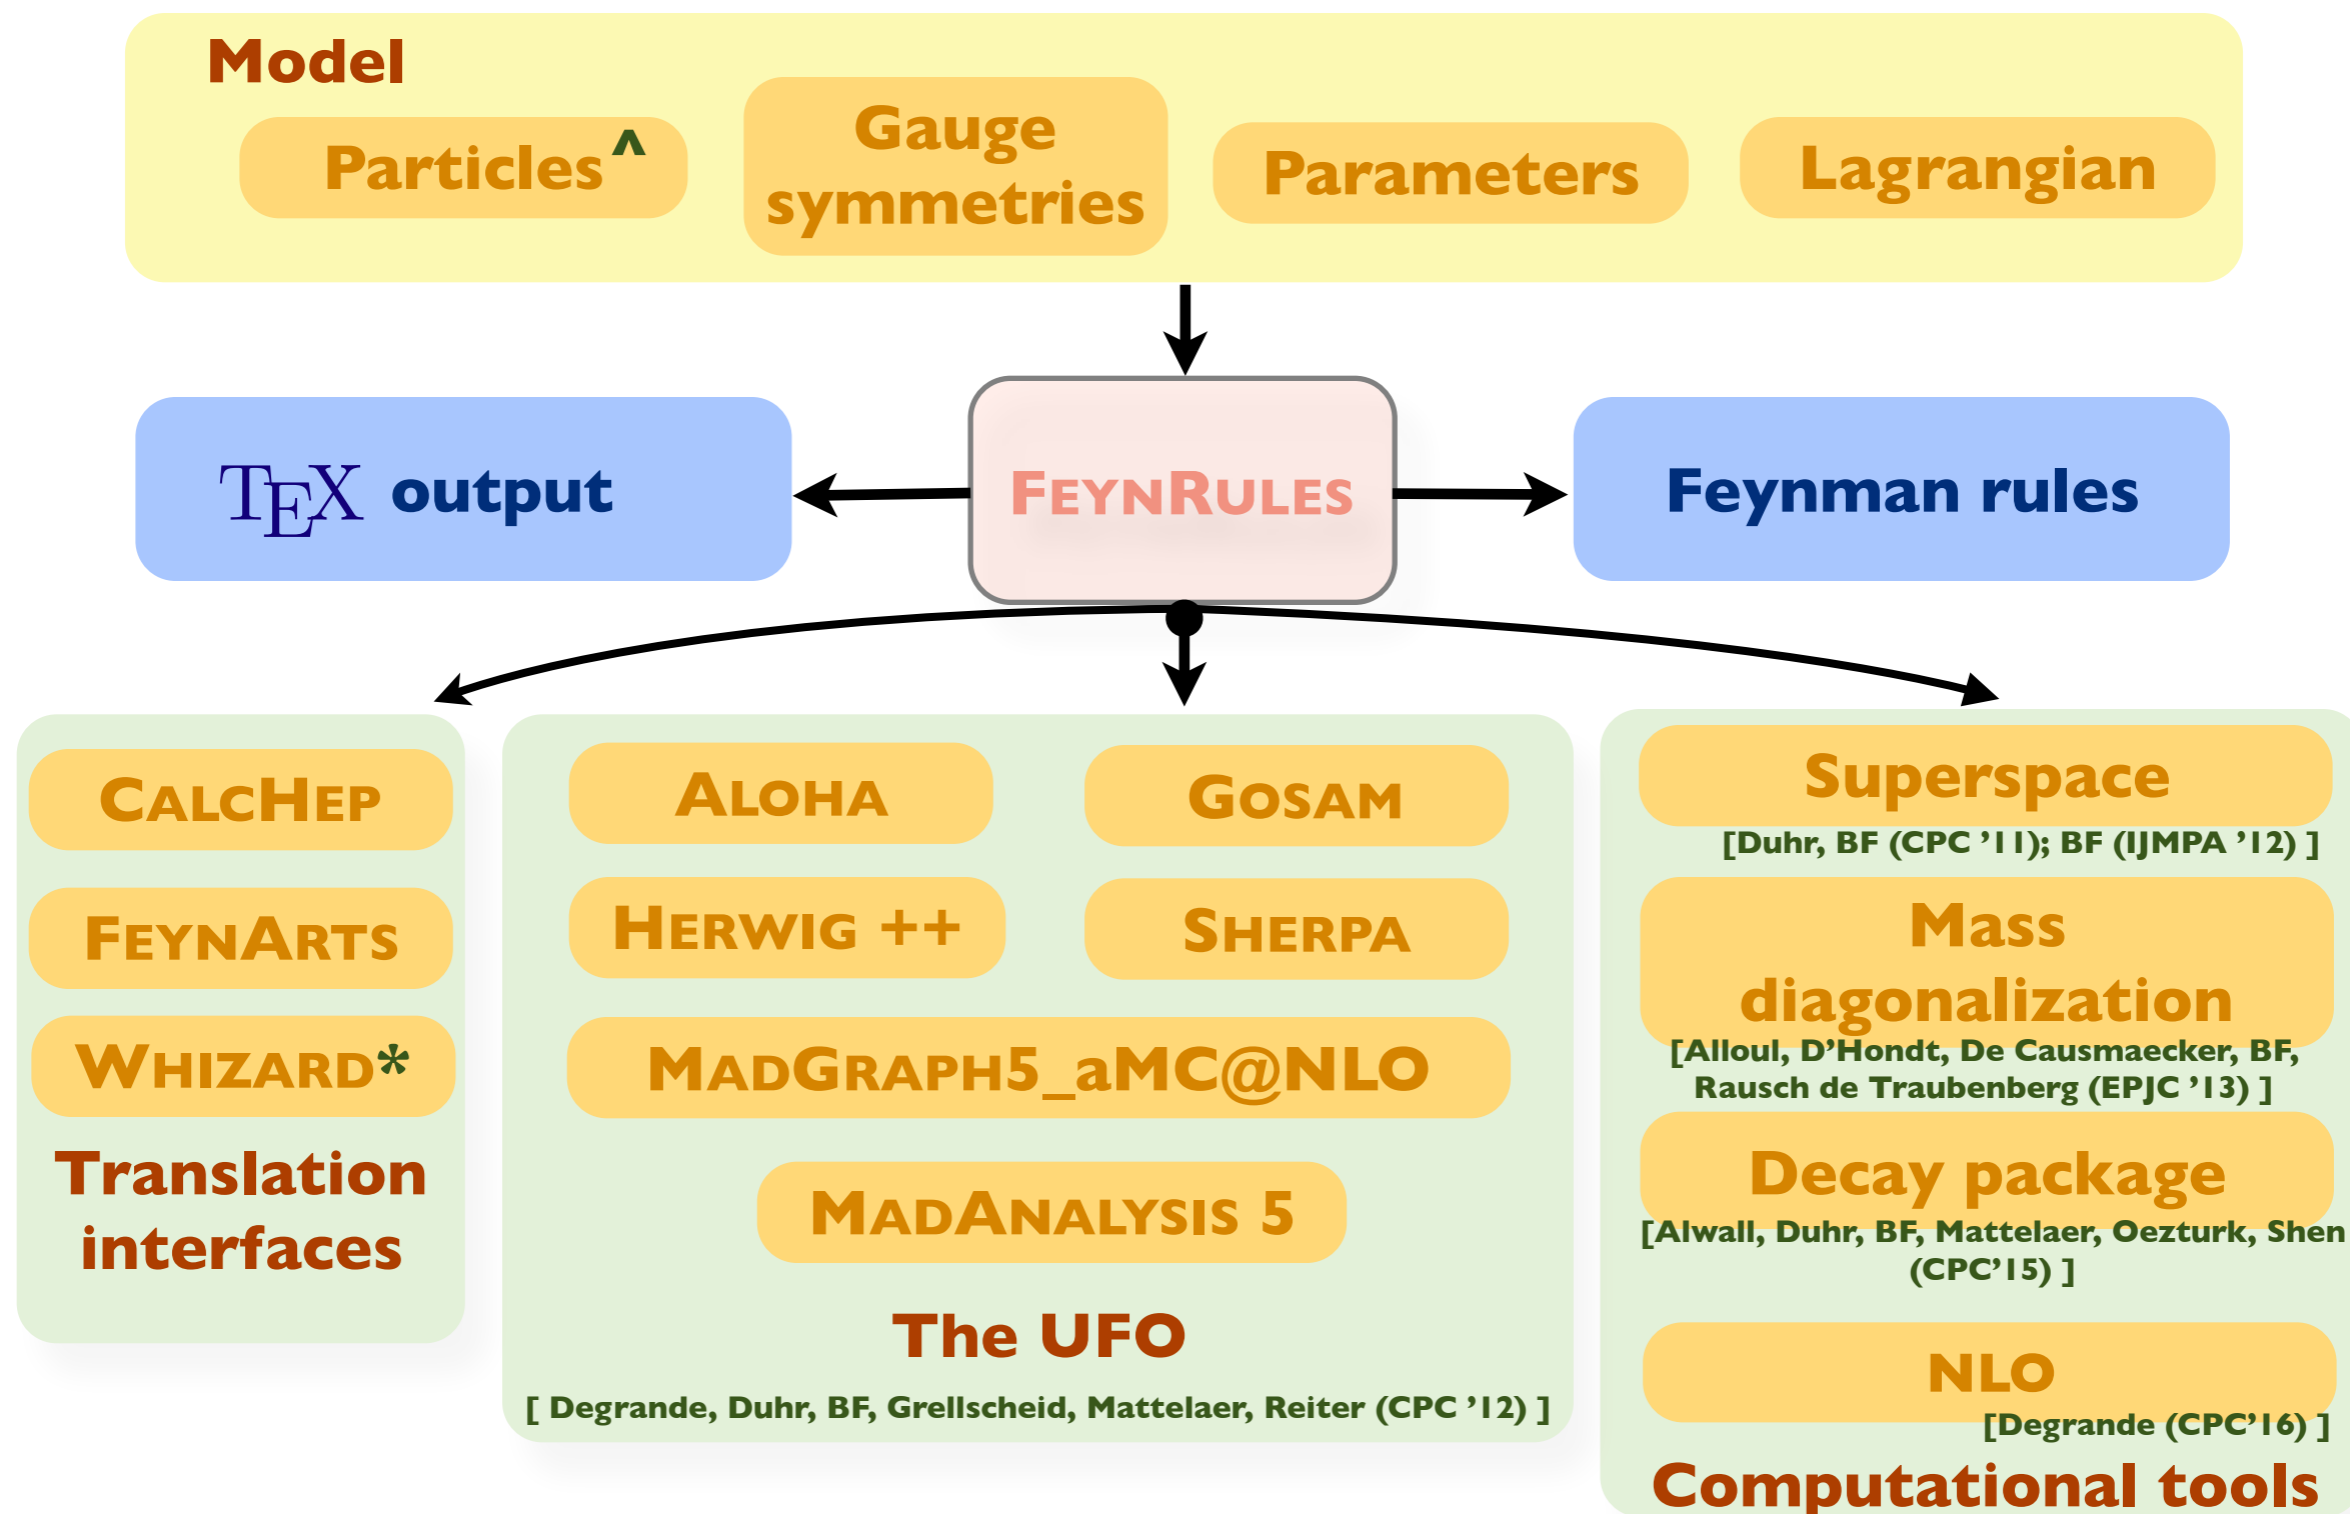 Model
Particles^
Gauge
symmetries
Parameters
Lagrangian
TEX output
FEYNRULES
Feynman rules
CALCHEP
FEYNARTS
WHIZARD*
Translation
interfaces
ALOHA
GOSAM
HERWIG ++
SHERPA
MADGRAPH5_aMC@NLO
MADANALYSIS 5
The UFO
[ Degrande, Duhr, BF, Grellscheid, Mattelaer, Reiter (CPC ’12) ]
Superspace
[Duhr, BF (CPC ’11); BF (IJMPA ’12) ]
Mass
diagonalization
[Alloul, D’Hondt, De Causmaecker, BF,
Rausch de Traubenberg (EPJC ’13) ]
Decay package
[Alwall, Duhr, BF, Mattelaer, Oezturk, Shen
(CPC’15) ]
NLO
[Degrande (CPC’16) ]
Computational tools